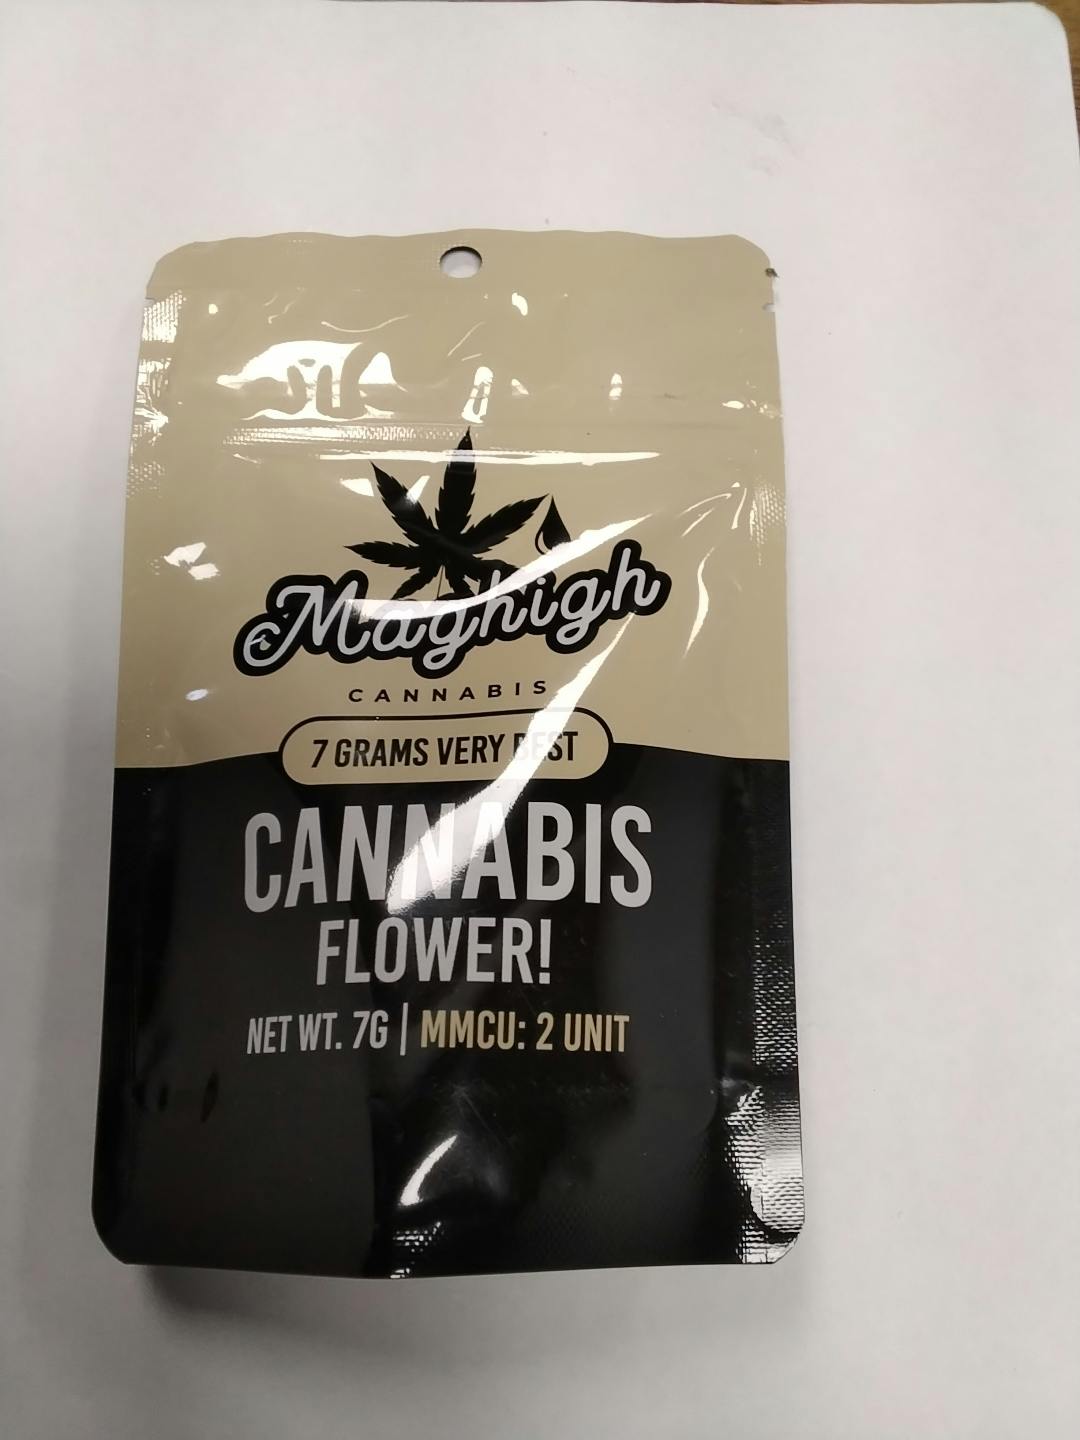 Maghigh
CANNABIS
7 GRAMS VERY BEST
CANNABIS
FLOWER!
NET WT. 7G | MMCU: 2 UNIT